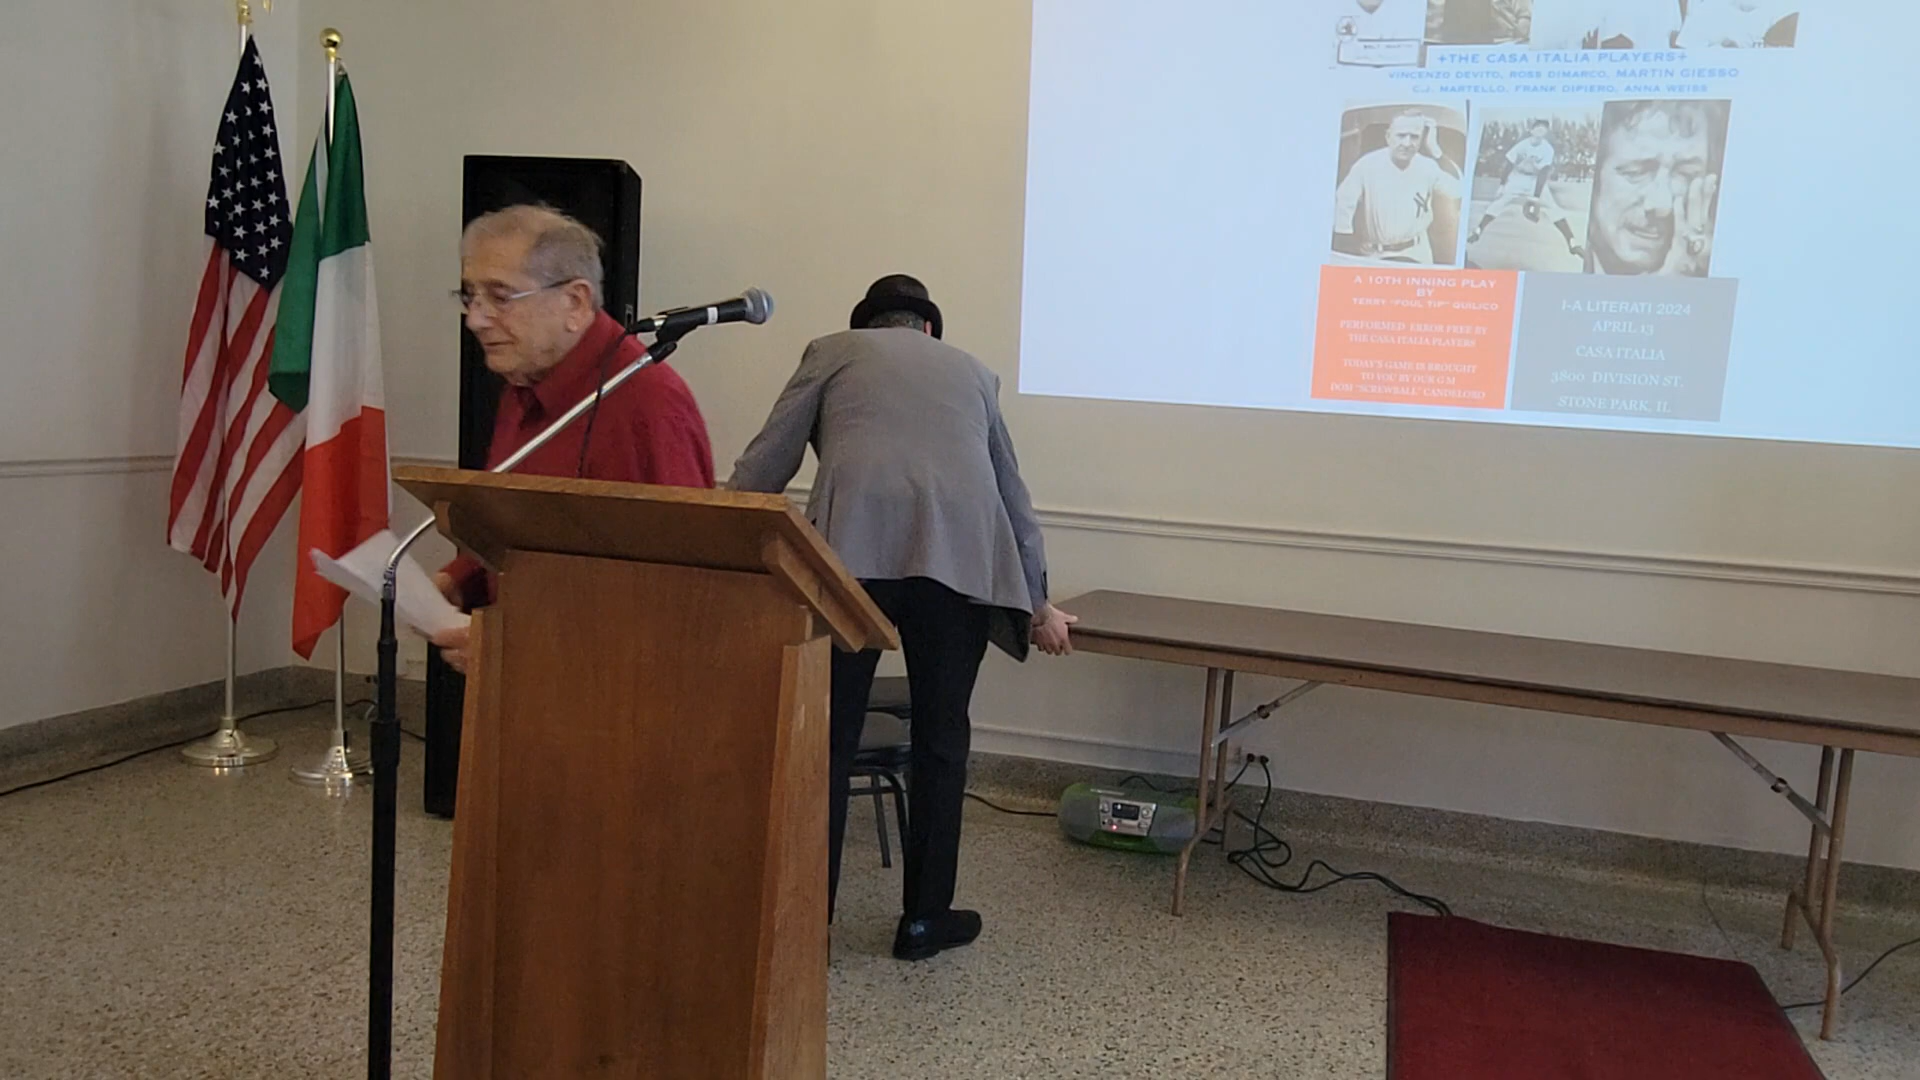 +THE CASA ITALIA PLAYERS+
VINCENZO DEVITO, ROSS DIMARCO, MARTIN GIESSO
C.J. MARTELLO, FRANK DIPIERO, ANNA WEISS
A 10TH INNING PLAY
BY
TERRY "FOUL TIP" QUILICO
PERFORMED ERROR FREE BY
THE CASA ITALIA PLAYERS
TODAY'S GAME IS BROUGHT
TO YOU BY OUR G M
DOM "SCREWBALL" CANDELORO
I-A LITERATI 2024
APRIL 13
CASA ITALIA
3800 DIVISION ST.
STONE PARK, IL